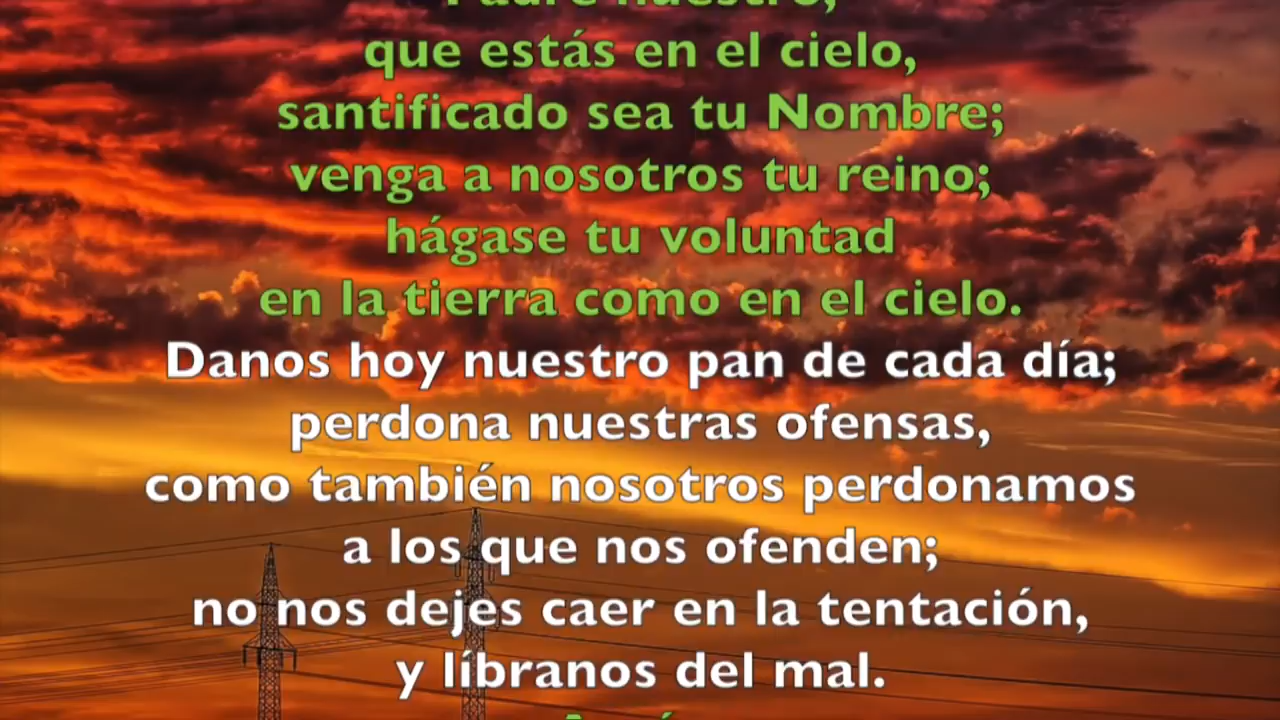 Padre nuestro,
que estás en el cielo,
santificado sea tu Nombre;
venga a nosotros tu reino;
hágase tu voluntad
en la tierra como en el cielo.
Danos hoy nuestro pan de cada día;
perdona nuestras ofensas,
como también nosotros perdonamos
a los que nos ofenden;
no nos dejes caer en la tentación,
y líbranos del mal.